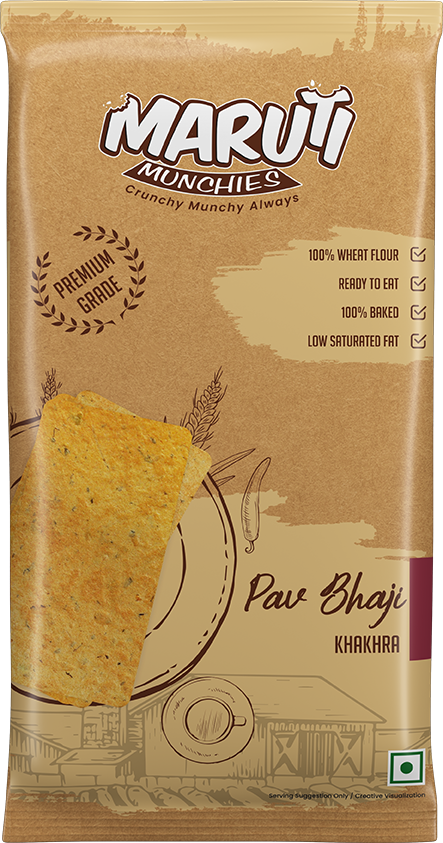 MARUTI
MUNCHIES
Crunchy Munchy Always
PREMIUM
GRADE
100% WHEAT FLOUR
READY TO EAT
100% BAKED
LOW SATURATED FAT
Pav Bhaji
KHAKHRA
Serving Suggestion Only / Creative Visualization